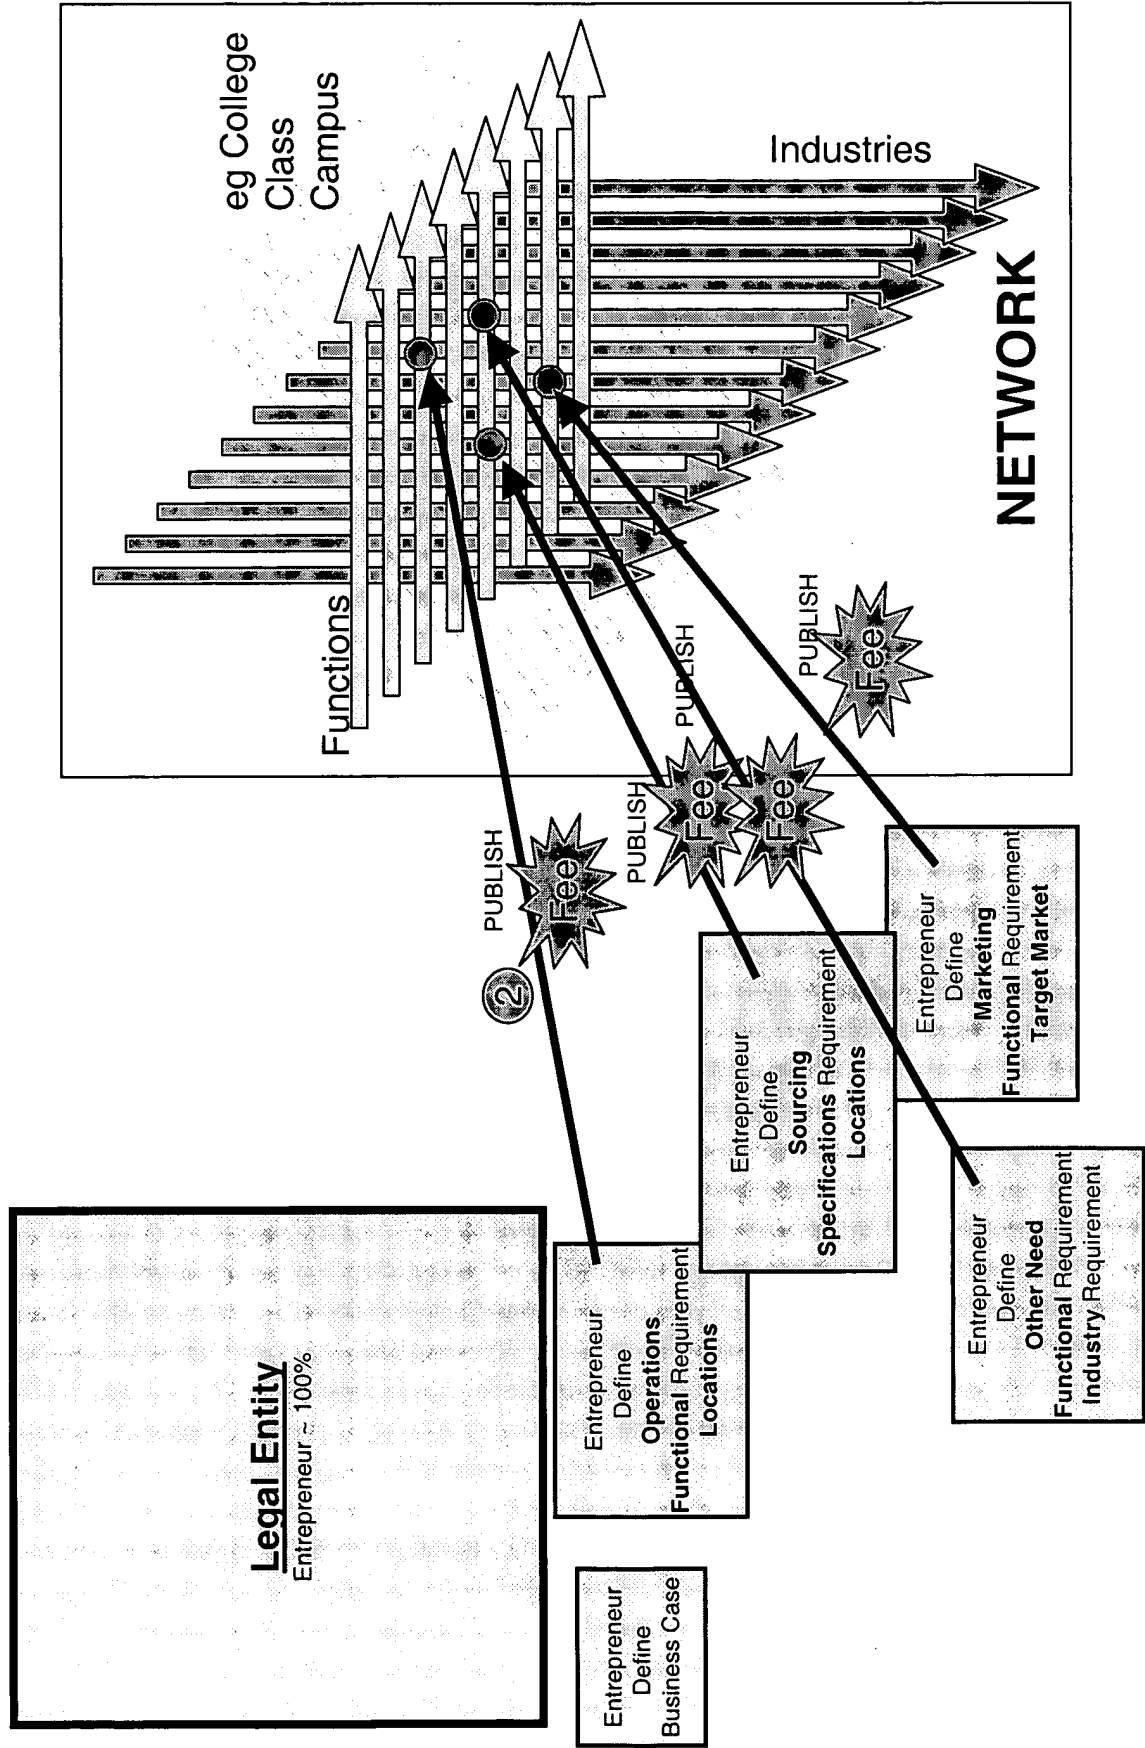 Legal Entity
Entrepreneur ≃ 100%
Entrepreneur
Define
Business Case
Entrepreneur
Define
Operations
Functional Requirement
Locations
Entrepreneur
Define
Sourcing
Specifications Requirement
Locations
Entrepreneur
Define
Other Need
Functional Requirement
Industry Requirement
Entrepreneur
Define
Marketing
Functional Requirement
Target Market
2
PUBLISH
Fee
PUBLISH
Fee
PUBLISH
Fee
PUBLISH
Fee
Functions
eg College
Class
Campus
Industries
NETWORK